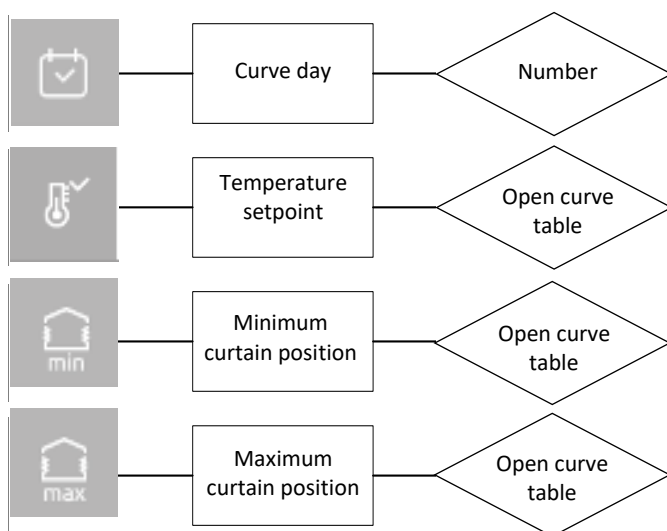 Curve day
Number
Temperature
setpoint
Open curve
table
min
Minimum
curtain position
Open curve
table
max
Maximum
curtain position
Open curve
table